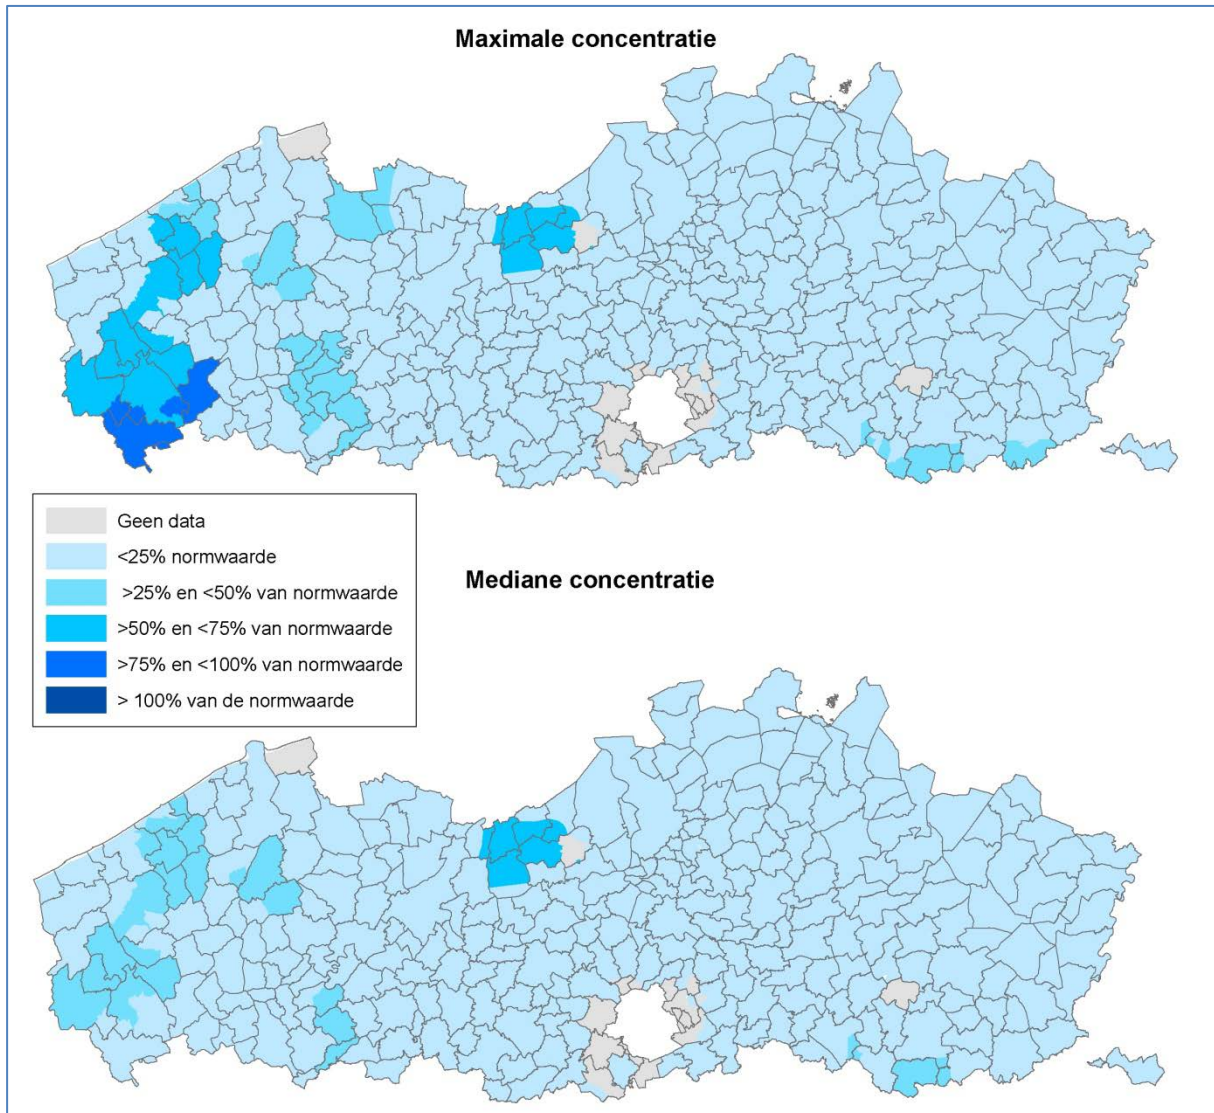 Maximale concentratie
Geen data
<25% normwaarde
>25% en <50% van normwaarde
>50% en <75% van normwaarde
>75% en <100% van normwaarde
> 100% van de normwaarde
Mediane concentratie